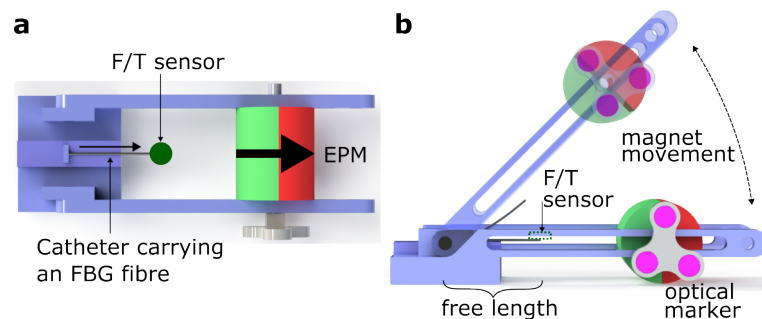 a
F/T sensor
EPM
Catheter carrying
an FBG fibre
b
magnet
movement
F/T
sensor
free length
optical
marker